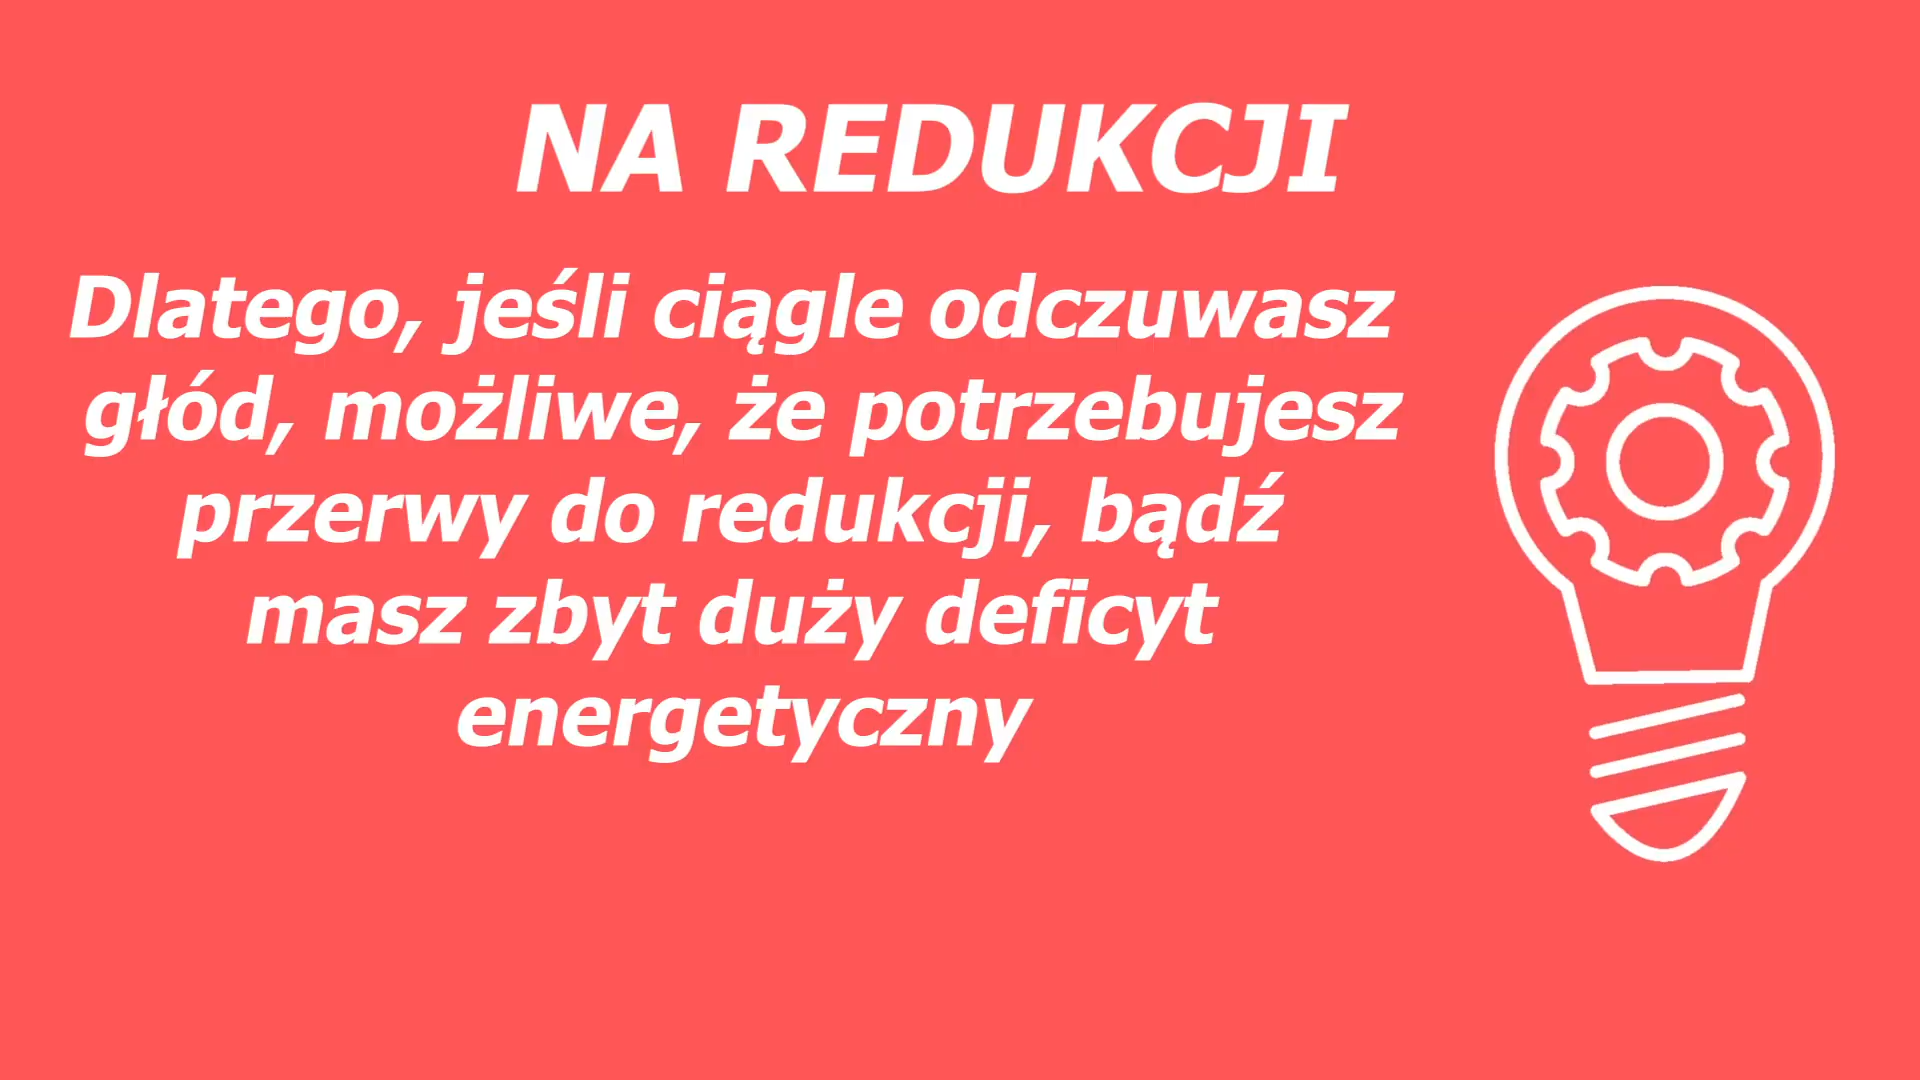 NA REDUKCJI
Dlatego, jeśli ciągle odczuwasz
głód, możliwe, że potrzebujesz
przerwy do redukcji, bądź
masz zbyt duży deficyt
energetyczny